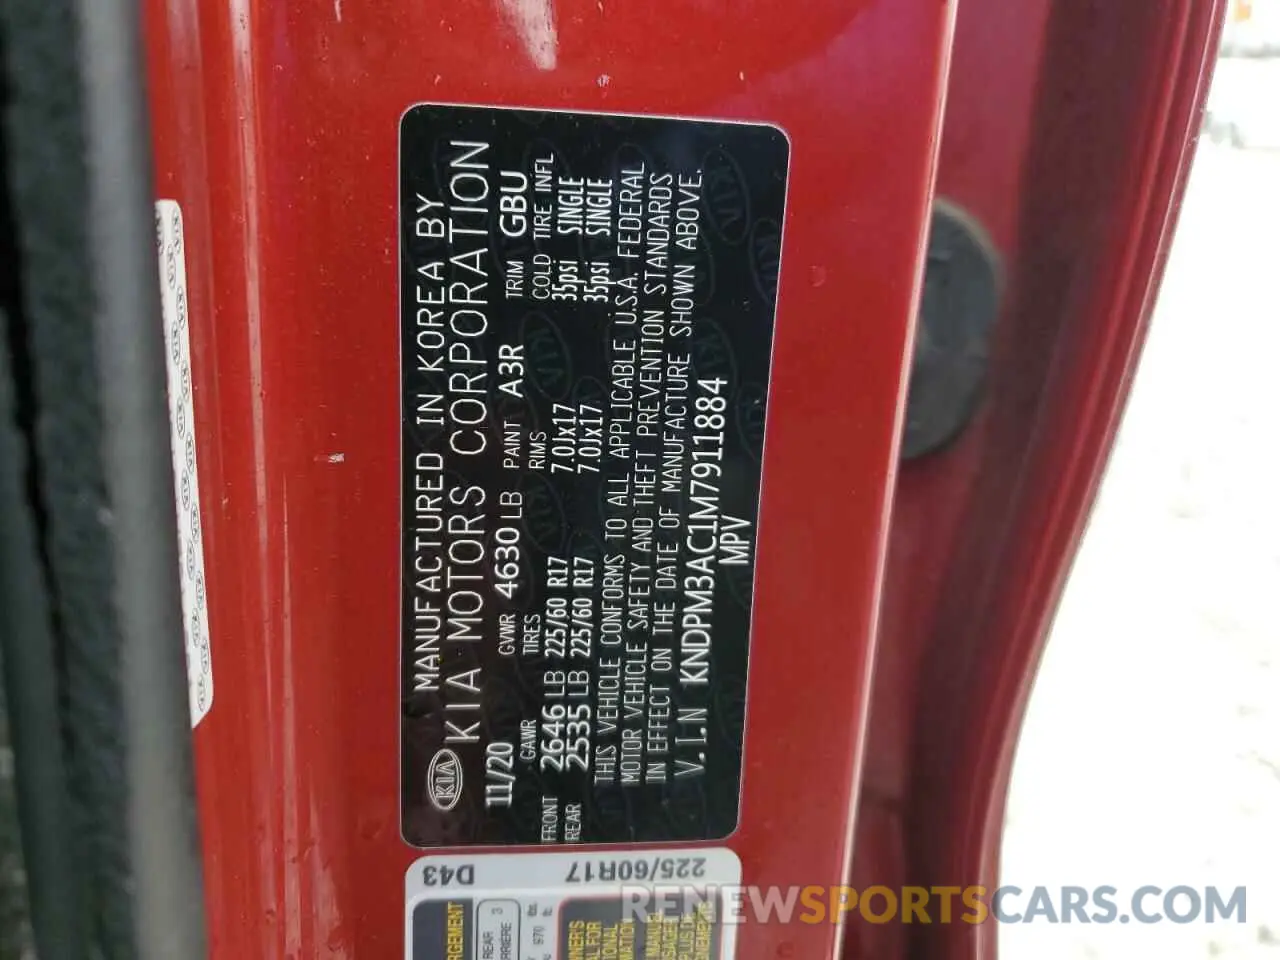 KIA MANUFACTURED IN KOREA BY
KIA MOTORS CORPORATION
11/20 GVWR 4630 LB PAINT A3R TRIM GBU
GAWR TIRES RIMS COLD TIRE INFL
FRONT 2646 LB 225/60 R17 7.0Jx17 35psi SINGLE
REAR 2535 LB 225/60 R17 7.0Jx17 35psi SINGLE
THIS VEHICLE CONFORMS TO ALL APPLICABLE U.S.A. FEDERAL
MOTOR VEHICLE SAFETY AND THEFT PREVENTION STANDARDS
IN EFFECT ON THE DATE OF MANUFACTURE SHOWN ABOVE.
V.I.N KNDPM3AC1M7911884
MPV
D43
225/60R17
REAR 3
RENEWSPORTSCARS.COM